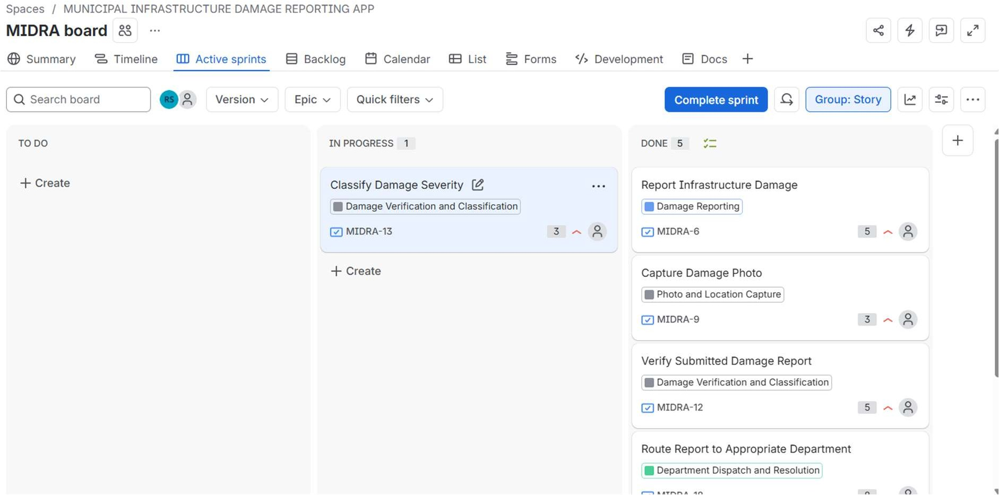 Spaces / MUNICIPAL INFRASTRUCTURE DAMAGE REPORTING APP
MIDRA board
Summary Timeline Active sprints Backlog Calendar List Forms Development Docs
Search board RS Version Epic Quick filters Complete sprint Group: Story
TO DO
Create
IN PROGRESS 1
Classify Damage Severity
Damage Verification and Classification
MIDRA-13 3
Create
DONE 5
Report Infrastructure Damage
Damage Reporting
MIDRA-6 5
Capture Damage Photo
Photo and Location Capture
MIDRA-9 3
Verify Submitted Damage Report
Damage Verification and Classification
MIDRA-12 5
Route Report to Appropriate Department
Department Dispatch and Resolution